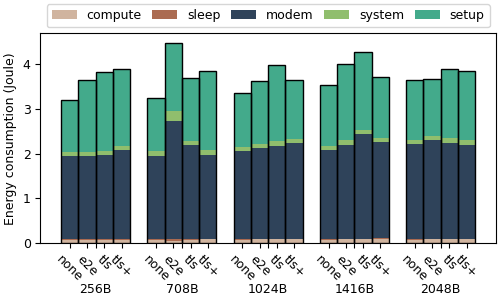 compute sleep modem system setup
Energy consumption (Joule)
4
3
2
1
0
none e2e tls tls+ none e2e tls tls+ none e2e tls tls+ none e2e tls tls+ none e2e tls tls+
256B 708B 1024B 1416B 2048B